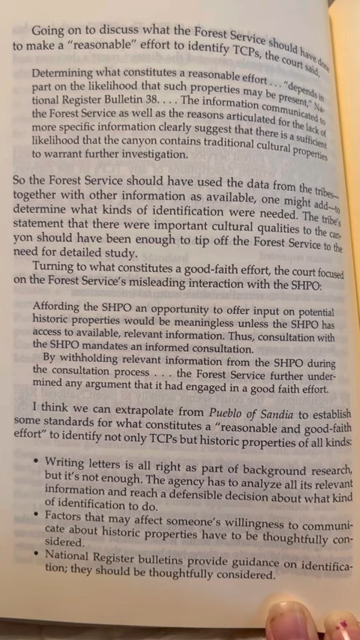 Going on to discuss what the Forest Service should have done
to make a "reasonable" effort to identify TCPs, the court said,
Determining what constitutes a reasonable effort . . . "depends in
part on the likelihood that such properties may be present," Na-
tional Register Bulletin 38. . . . The information communicated to
the Forest Service as well as the reasons articulated for the lack of
more specific information clearly suggest that there is a sufficient
likelihood that the canyon contains traditional cultural properties
to warrant further investigation.
So the Forest Service should have used the data from the tribes—
together with other information as available, one might add—to
determine what kinds of identification were needed. The tribe's
statement that there were important cultural qualities to the can-
yon should have been enough to tip off the Forest Service to the
need for detailed study.
Turning to what constitutes a good-faith effort, the court focused
on the Forest Service's misleading interaction with the SHPO:
Affording the SHPO an opportunity to offer input on potential
historic properties would be meaningless unless the SHPO has
access to available, relevant information. Thus, consultation with
the SHPO mandates an informed consultation.
By withholding relevant information from the SHPO during
the consultation process . . . the Forest Service further under-
mined any argument that it had engaged in a good faith effort.
I think we can extrapolate from Pueblo of Sandia to establish
some standards for what constitutes a "reasonable and good-faith
effort" to identify not only TCPs but historic properties of all kinds:
• Writing letters is all right as part of background research,
but it's not enough. The agency has to analyze all its relevant
information and reach a defensible decision about what kind
of identification to do.
• Factors that may affect someone's willingness to communi-
cate about historic properties have to be thoughtfully con-
sidered.
• National Register bulletins provide guidance on identifica-
tion; they should be thoughtfully considered.